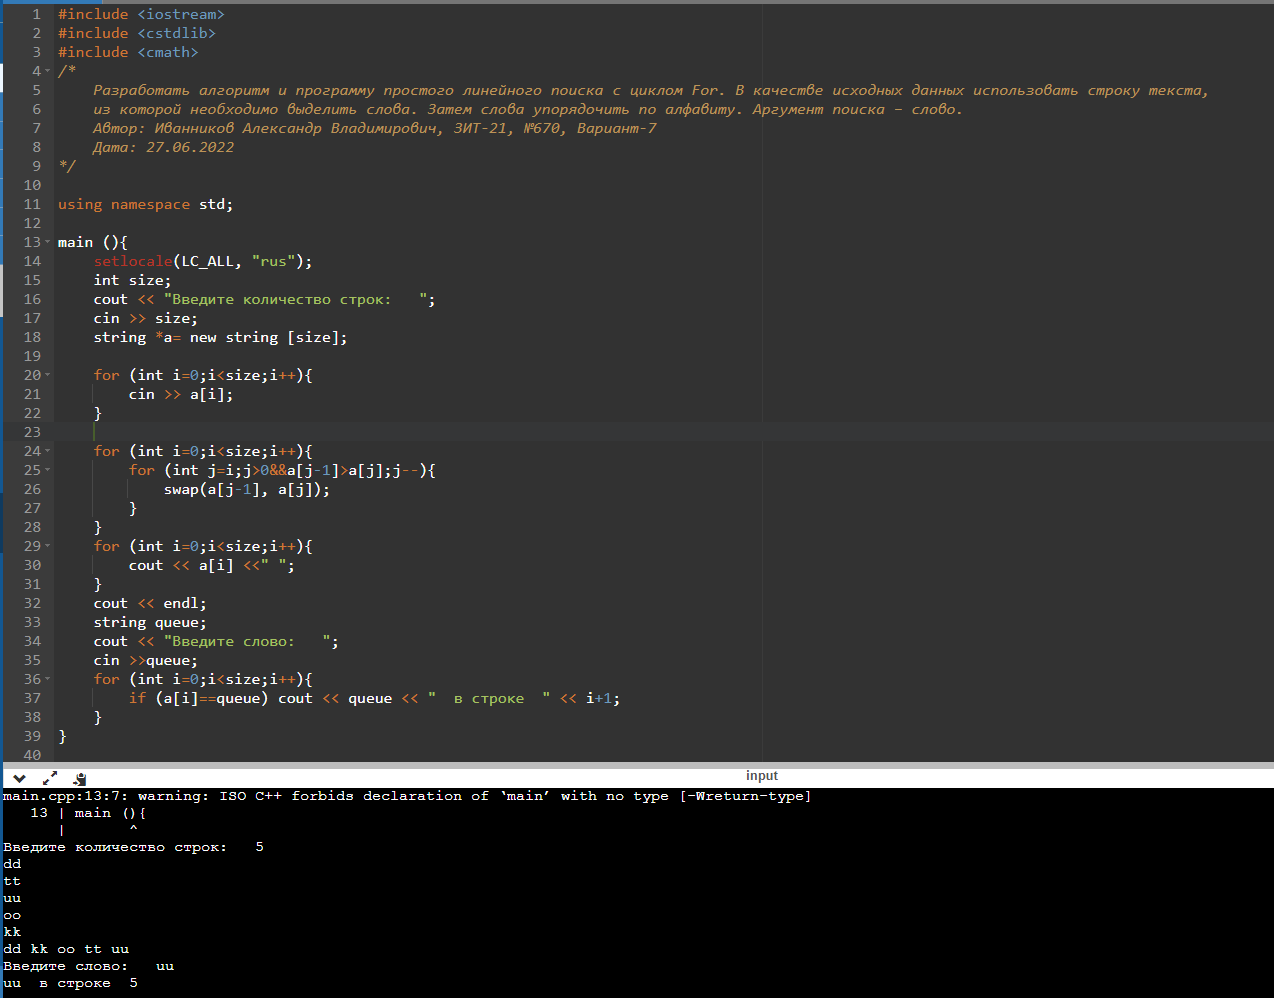 1 #include <iostream>
2 #include <cstdlib>
3 #include <cmath>
4 /*
5 Разработать алгоритм и программу простого линейного поиска с циклом For. В качестве исходных данных использовать строку текста,
6 из которой необходимо выделить слова. Затем слова упорядочить по алфавиту. Аргумент поиска – слово.
7 Автор: Иванников Александр Владимирович, ЗИТ-21, №670, Вариант-7
8 Дата: 27.06.2022
9 */
10
11 using namespace std;
12
13 main (){
14 setlocale(LC_ALL, "rus");
15 int size;
16 cout << "Введите количество строк:   ";
17 cin >> size;
18 string *a= new string [size];
19
20 for (int i=0;i<size;i++){
21 cin >> a[i];
22 }
23
24 for (int i=0;i<size;i++){
25 for (int j=i;j>0&&a[j-1]>a[j];j--){
26 swap(a[j-1], a[j]);
27 }
28 }
29 for (int i=0;i<size;i++){
30 cout << a[i] <<" ";
31 }
32 cout << endl;
33 string queue;
34 cout << "Введите слово:   ";
35 cin >>queue;
36 for (int i=0;i<size;i++){
37 if (a[i]==queue) cout << queue << "  в строке  " << i+1;
38 }
39 }
40
input
main.cpp:13:7: warning: ISO C++ forbids declaration of ‘main’ with no type [-Wreturn-type]
13 | main (){
| ^
Введите количество строк:   5
dd
tt
uu
oo
kk
dd kk oo tt uu
Введите слово:   uu
uu  в строке  5